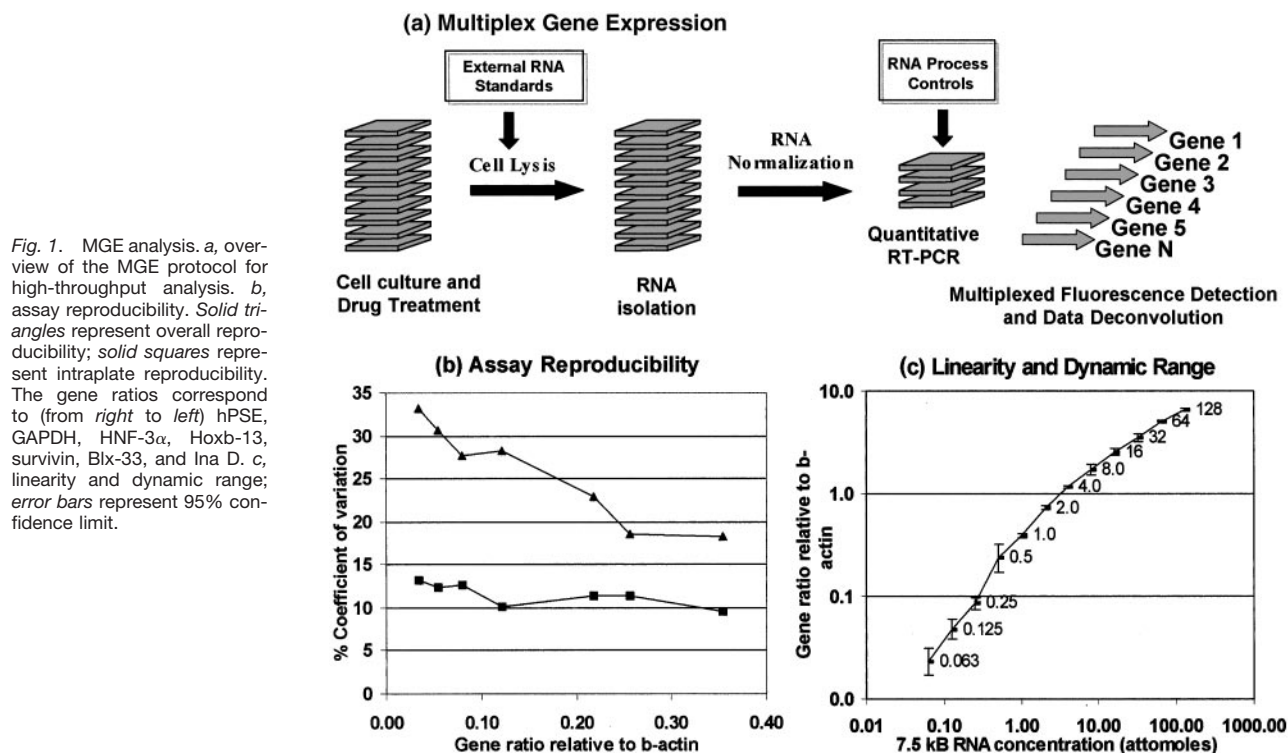 (a) Multiplex Gene Expression
External RNA
Standards
RNA Process
Controls
Cell Lysis
RNA
Normalization
Gene 1
Gene 2
Gene 3
Gene 4
Gene 5
Gene N
Quantitative
RT-PCR
Cell culture and
Drug Treatment
RNA
isolation
Multiplexed Fluorescence Detection
and Data Deconvolution
Fig. 1. MGE analysis. a, over-
view of the MGE protocol for
high-throughput analysis. b,
assay reproducibility. Solid tri-
angles represent overall repro-
ducibility; solid squares repre-
sent intraplate reproducibility.
The gene ratios correspond
to (from right to left) hPSE,
GAPDH, HNF-3α, Hoxb-13,
survivin, Blx-33, and Ina D. c,
linearity and dynamic range;
error bars represent 95% con-
fidence limit.
(b) Assay Reproducibility
% Coefficient of variation
35
30
25
20
15
10
5
0
0.00 0.10 0.20 0.30 0.40
Gene ratio relative to b-actin
(c) Linearity and Dynamic Range
Gene ratio relative to b-
actin
10.0
1.0
0.1
0.0
128
64
32
16
8.0
4.0
2.0
1.0
0.5
0.25
0.125
0.063
0.01 0.10 1.00 10.00 100.00 1000.00
7.5 kB RNA concentration (attomoles)